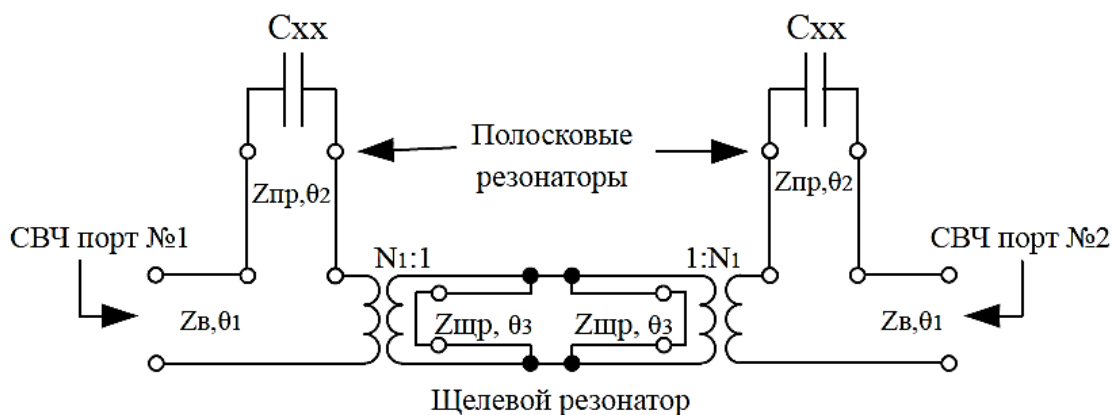 Cxx
Cxx
Полосковые
резонаторы
Zпр,θ2
Zпр,θ2
СВЧ порт №1
СВЧ порт №2
N1:1
1:N1
Zв,θ1
Zщр, θ3
Zщр, θ3
Zв,θ1
Щелевой резонатор